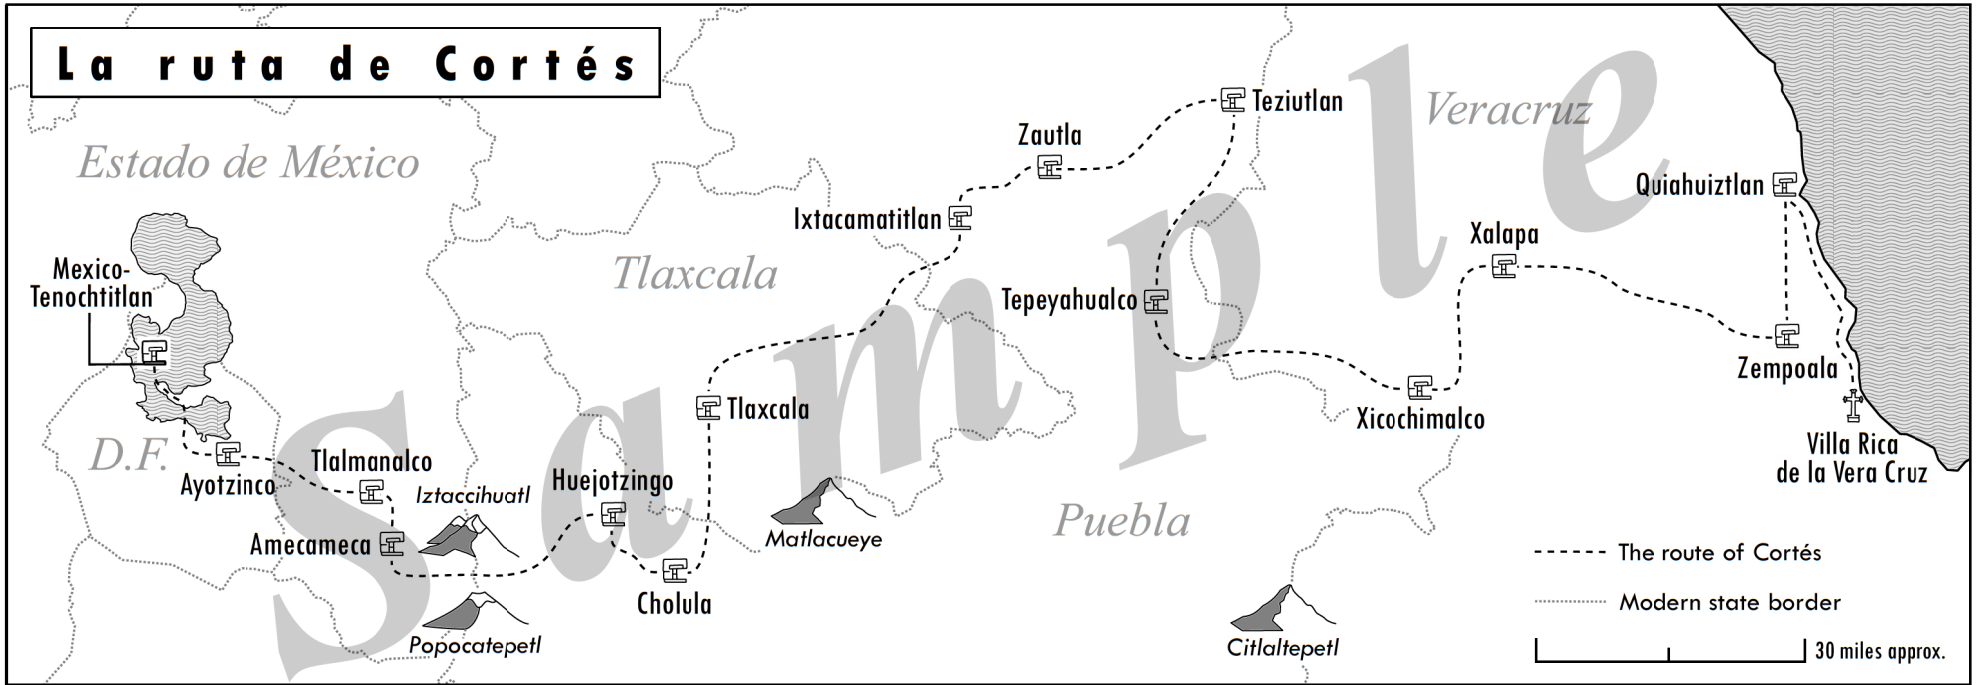 La ruta de Cortés
Estado de México
Veracruz
Tlaxcala
D.F.
Puebla
Mexico-
Tenochtitlan
Ayotzinco
Tlalmanalco
Amecameca
Iztaccihuatl
Popocatepetl
Huejotzingo
Cholula
Tlaxcala
Matlacueye
Ixtacamatitlan
Zautla
Teziutlan
Tepeyahualco
Xicochimalco
Xalapa
Quiahuiztlan
Zempoala
Villa Rica
de la Vera Cruz
Citlaltepetl
The route of Cortés
Modern state border
30 miles approx.
Sample